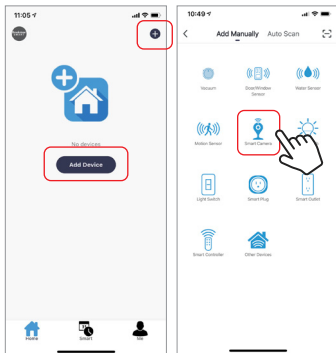 11:05
No devices
Add Device
Home
Smart
Me
10:49
Add Manually Auto Scan
Vacuum
Door/Window
Sensor
Water Sensor
Motion Sensor
Smart Camera
Light Switch
Smart Plug
Smart Outlet
Smart Controller
Other Devices